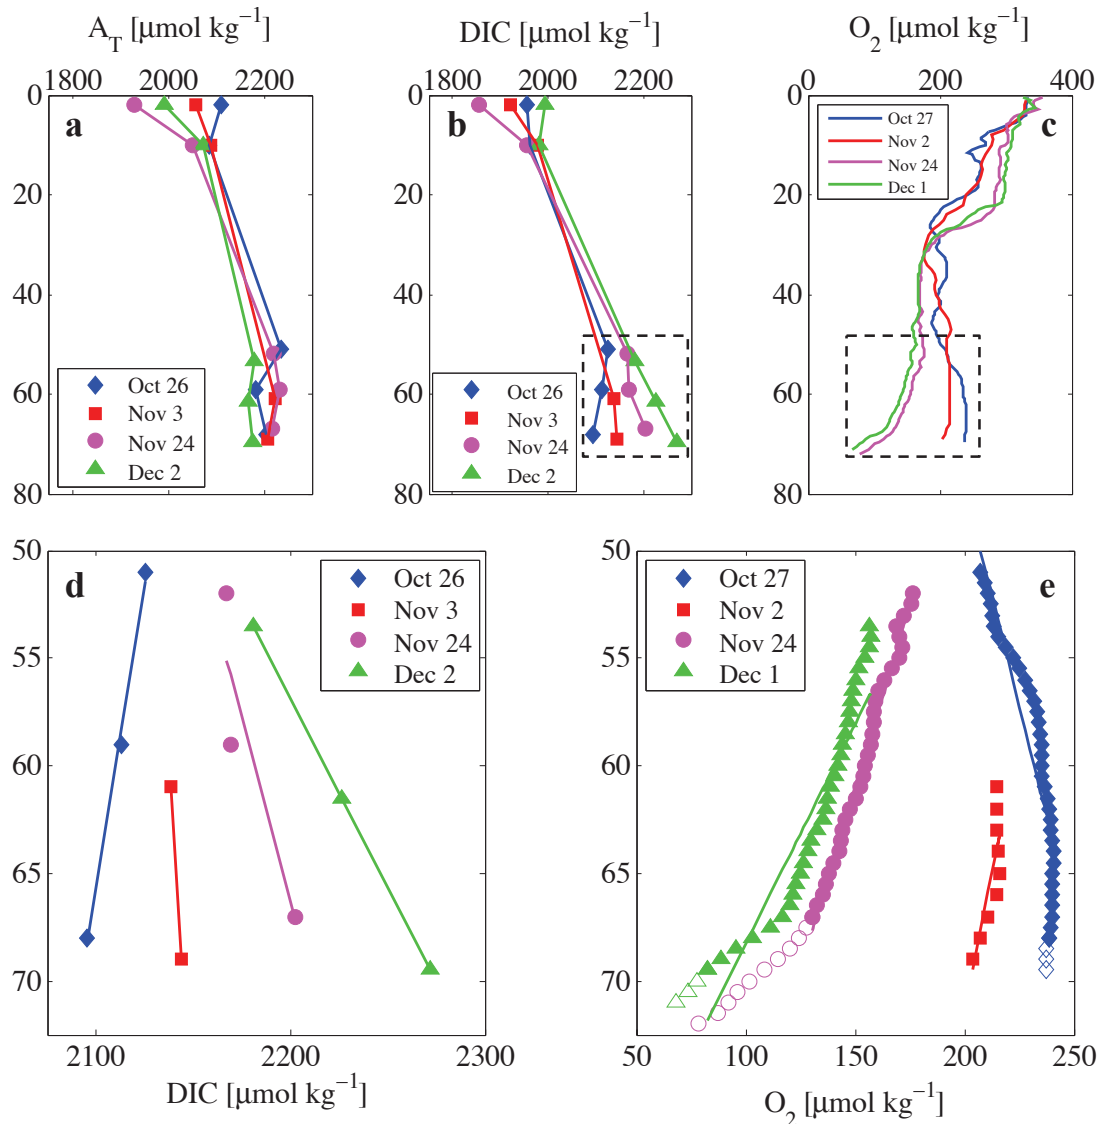 A_T [μmol kg⁻¹]
1800 2000 2200
0
20
40
60
80
a
Oct 26
Nov 3
Nov 24
Dec 2
DIC [μmol kg⁻¹]
1800 2000 2200
0
20
40
60
80
b
Oct 26
Nov 3
Nov 24
Dec 2
O₂ [μmol kg⁻¹]
0 200 400
0
20
40
60
80
c
Oct 27
Nov 2
Nov 24
Dec 1
50
55
60
65
70
d
Oct 26
Nov 3
Nov 24
Dec 2
2100 2200 2300
DIC [μmol kg⁻¹]
50
55
60
65
70
e
Oct 27
Nov 2
Nov 24
Dec 1
50 100 150 200 250
O₂ [μmol kg⁻¹]